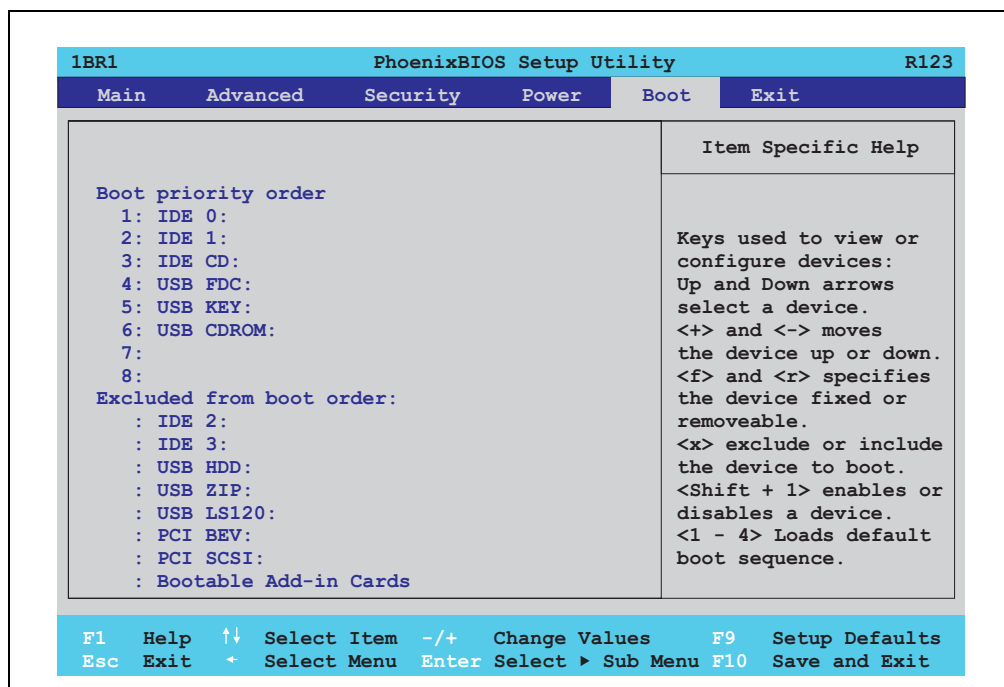 1BR1 PhoenixBIOS Setup Utility R123
Main Advanced Security Power Boot Exit
Item Specific Help
Boot priority order
1: IDE 0:
2: IDE 1:
3: IDE CD:
4: USB FDC:
5: USB KEY:
6: USB CDROM:
7:
8:
Excluded from boot order:
: IDE 2:
: IDE 3:
: USB HDD:
: USB ZIP:
: USB LS120:
: PCI BEV:
: PCI SCSI:
: Bootable Add-in Cards
Keys used to view or
configure devices:
Up and Down arrows
select a device.
<+> and <-> moves
the device up or down.
<f> and <r> specifies
the device fixed or
removeable.
<x> exclude or include
the device to boot.
<Shift + 1> enables or
disables a device.
<1 - 4> Loads default
boot sequence.
F1 Help ↑↓ Select Item -/+ Change Values F9 Setup Defaults
Esc Exit ← Select Menu Enter Select ▶ Sub Menu F10 Save and Exit